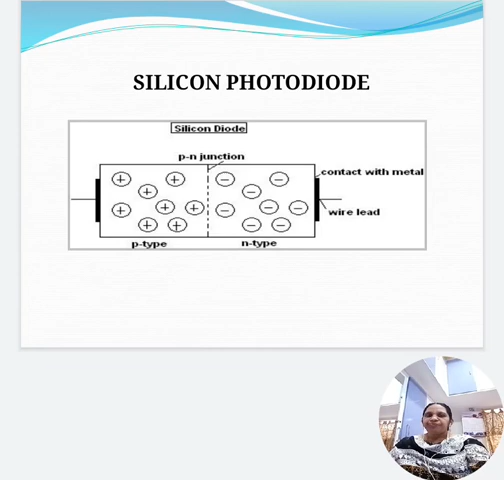 SILICON PHOTODIODE
Silicon Diode
p-n junction
contact with metal
wire lead
p-type
n-type